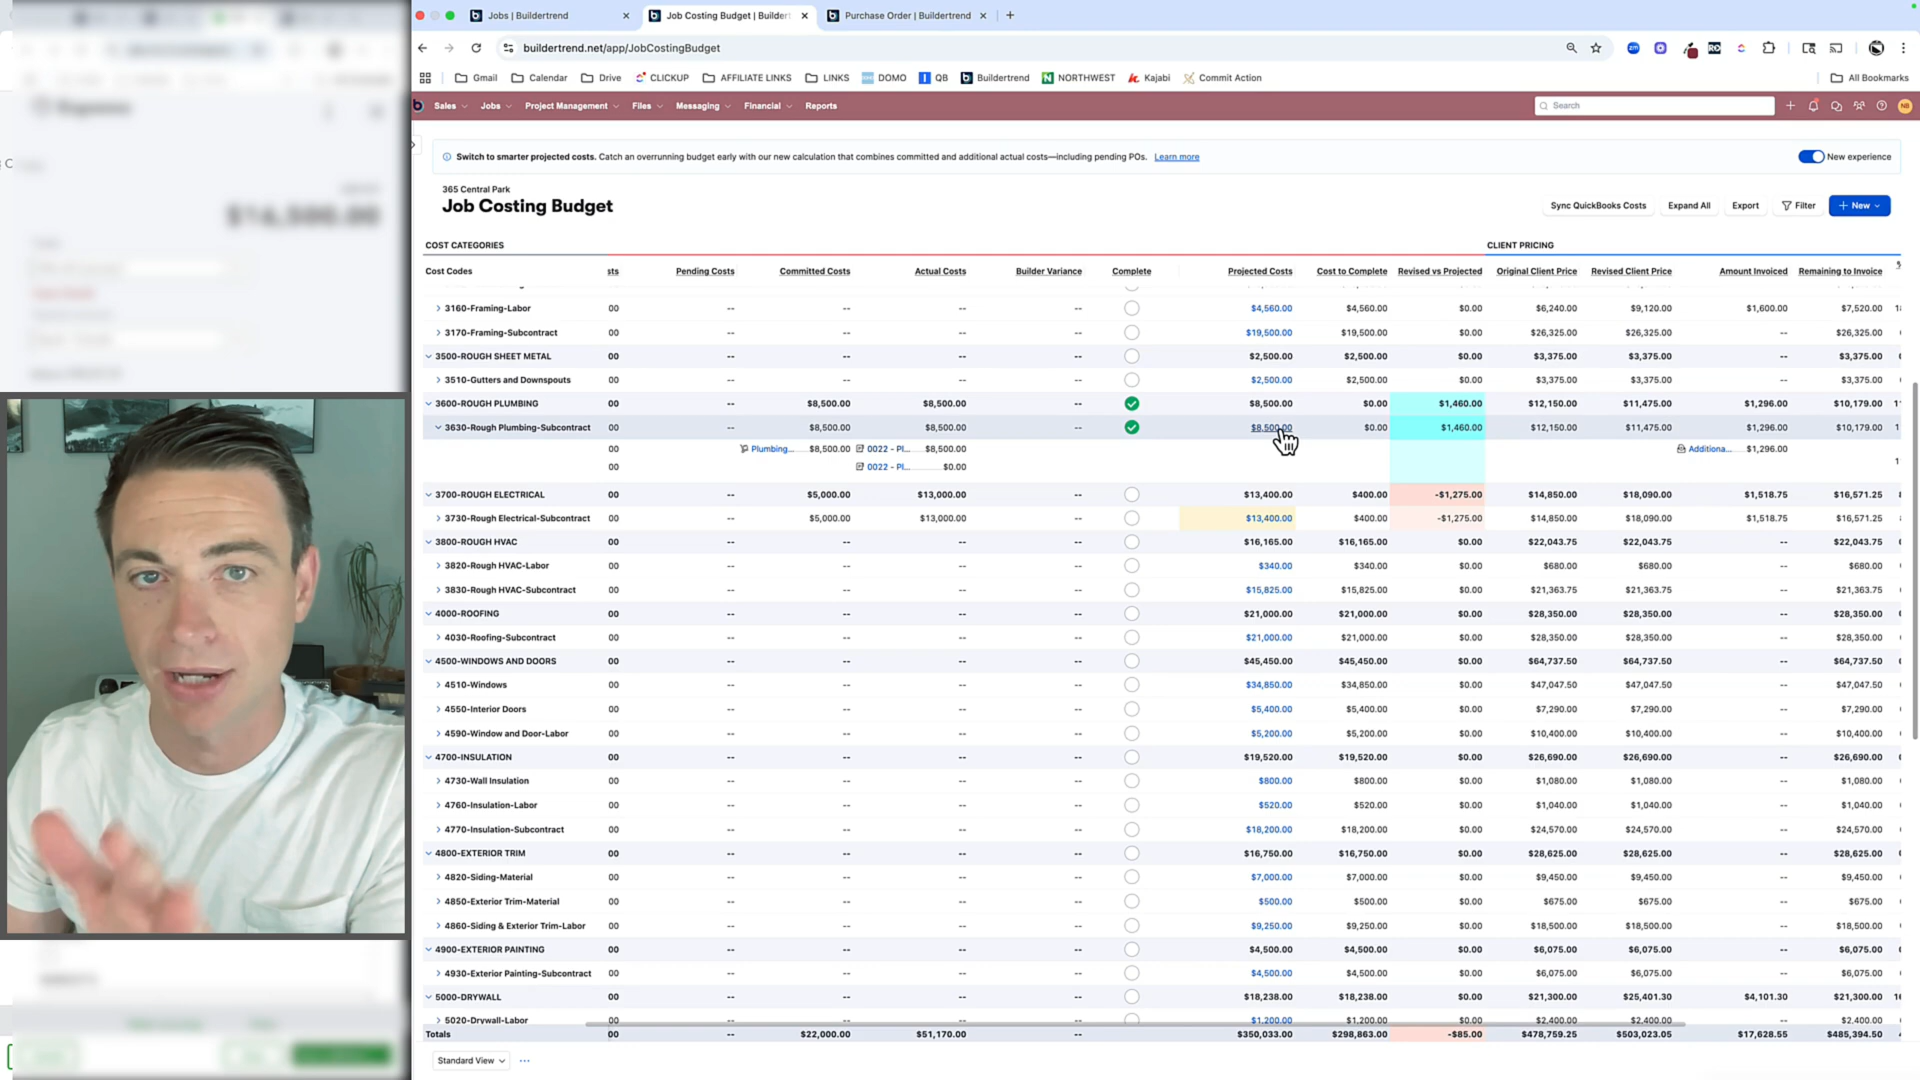 Jobs | Buildertrend
Job Costing Budget | Buildert
Purchase Order | Buildertrend
buildertrend.net/app/JobCostingBudget
Gmail Calendar Drive CLICKUP AFFILIATE LINKS LINKS DOMO QB Buildertrend NORTHWEST Kajabi Commit Action All Bookmarks
Sales Jobs Project Management Files Messaging Financial Reports Search NB
Switch to smarter projected costs. Catch an overrunning budget early with our new calculation that combines committed and additional actual costs—including pending POs. Learn more New experience
365 Central Park
Job Costing Budget
Sync QuickBooks Costs Expand All Export Filter + New
COST CATEGORIES CLIENT PRICING
Cost Codes sts Pending Costs Committed Costs Actual Costs Builder Variance Complete Projected Costs Cost to Complete Revised vs Projected Original Client Price Revised Client Price Amount Invoiced Remaining to Invoice
3160-Framing-Labor 00 -- -- -- -- $4,560.00 $4,560.00 $0.00 $6,240.00 $9,120.00 $1,600.00 $7,520.00
3170-Framing-Subcontract 00 -- -- -- -- $19,500.00 $19,500.00 $0.00 $26,325.00 $26,325.00 -- $26,325.00
3500-ROUGH SHEET METAL 00 -- -- -- -- $2,500.00 $2,500.00 $0.00 $3,375.00 $3,375.00 -- $3,375.00
3510-Gutters and Downspouts 00 -- -- -- -- $2,500.00 $2,500.00 $0.00 $3,375.00 $3,375.00 -- $3,375.00
3600-ROUGH PLUMBING 00 -- $8,500.00 $8,500.00 -- $8,500.00 $0.00 $1,460.00 $12,150.00 $11,475.00 $1,296.00 $10,179.00
3630-Rough Plumbing-Subcontract 00 -- $8,500.00 $8,500.00 -- $8,500.00 $0.00 $1,460.00 $12,150.00 $11,475.00 $1,296.00 $10,179.00
00 Plumbing... $8,500.00 0022 - Pl... $8,500.00 Additiona... $1,296.00
00 0022 - Pl... $0.00
3700-ROUGH ELECTRICAL 00 -- $5,000.00 $13,000.00 -- $13,400.00 $400.00 -$1,275.00 $14,850.00 $18,090.00 $1,518.75 $16,571.25
3730-Rough Electrical-Subcontract 00 -- $5,000.00 $13,000.00 -- $13,400.00 $400.00 -$1,275.00 $14,850.00 $18,090.00 $1,518.75 $16,571.25
3800-ROUGH HVAC 00 -- -- -- -- $16,165.00 $16,165.00 $0.00 $22,043.75 $22,043.75 -- $22,043.75
3820-Rough HVAC-Labor 00 -- -- -- -- $340.00 $340.00 $0.00 $680.00 $680.00 -- $680.00
3830-Rough HVAC-Subcontract 00 -- -- -- -- $15,825.00 $15,825.00 $0.00 $21,363.75 $21,363.75 -- $21,363.75
4000-ROOFING 00 -- -- -- -- $21,000.00 $21,000.00 $0.00 $28,350.00 $28,350.00 -- $28,350.00
4030-Roofing-Subcontract 00 -- -- -- -- $21,000.00 $21,000.00 $0.00 $28,350.00 $28,350.00 -- $28,350.00
4500-WINDOWS AND DOORS 00 -- -- -- -- $45,450.00 $45,450.00 $0.00 $64,737.50 $64,737.50 -- $64,737.50
4510-Windows 00 -- -- -- -- $34,850.00 $34,850.00 $0.00 $47,047.50 $47,047.50 -- $47,047.50
4550-Interior Doors 00 -- -- -- -- $5,400.00 $5,400.00 $0.00 $7,290.00 $7,290.00 -- $7,290.00
4590-Window and Door-Labor 00 -- -- -- -- $5,200.00 $5,200.00 $0.00 $10,400.00 $10,400.00 -- $10,400.00
4700-INSULATION 00 -- -- -- -- $19,520.00 $19,520.00 $0.00 $26,690.00 $26,690.00 -- $26,690.00
4730-Wall Insulation 00 -- -- -- -- $800.00 $800.00 $0.00 $1,080.00 $1,080.00 -- $1,080.00
4760-Insulation-Labor 00 -- -- -- -- $520.00 $520.00 $0.00 $1,040.00 $1,040.00 -- $1,040.00
4770-Insulation-Subcontract 00 -- -- -- -- $18,200.00 $18,200.00 $0.00 $24,570.00 $24,570.00 -- $24,570.00
4800-EXTERIOR TRIM 00 -- -- -- -- $16,750.00 $16,750.00 $0.00 $28,625.00 $28,625.00 -- $28,625.00
4820-Siding-Material 00 -- -- -- -- $7,000.00 $7,000.00 $0.00 $9,450.00 $9,450.00 -- $9,450.00
4850-Exterior Trim-Material 00 -- -- -- -- $500.00 $500.00 $0.00 $675.00 $675.00 -- $675.00
4860-Siding & Exterior Trim-Labor 00 -- -- -- -- $9,250.00 $9,250.00 $0.00 $18,500.00 $18,500.00 -- $18,500.00
4900-EXTERIOR PAINTING 00 -- -- -- -- $4,500.00 $4,500.00 $0.00 $6,075.00 $6,075.00 -- $6,075.00
4930-Exterior Painting-Subcontract 00 -- -- -- -- $4,500.00 $4,500.00 $0.00 $6,075.00 $6,075.00 -- $6,075.00
5000-DRYWALL 00 -- -- -- -- $18,238.00 $18,238.00 $0.00 $21,300.00 $25,401.30 $4,101.30 $21,300.00
5020-Drywall-Labor 00 -- -- -- -- $1,200.00 $1,200.00 $0.00 $2,400.00 $2,400.00 -- $2,400.00
Totals 00 -- $22,000.00 $51,170.00 -- $350,033.00 $298,863.00 -$85.00 $478,759.25 $503,023.05 $17,628.55 $485,394.50
Standard View ...